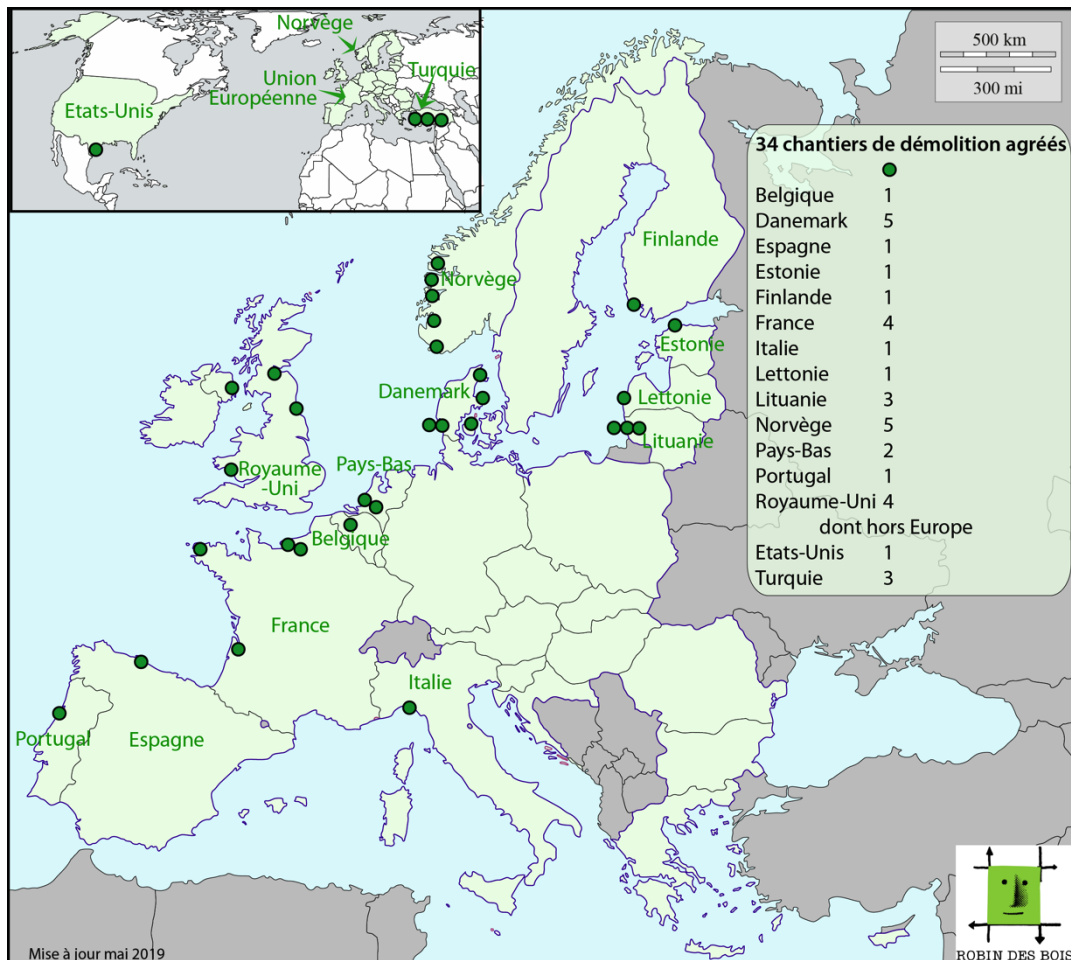 Norvège
Turquie
Union
Européenne
Etats-Unis
500 km
300 mi
34 chantiers de démolition agréés
Belgique 1
Danemark 5
Espagne 1
Estonie 1
Finlande 1
France 4
Italie 1
Lettonie 1
Lituanie 3
Norvège 5
Pays-Bas 2
Portugal 1
Royaume-Uni 4
dont hors Europe
Etats-Unis 1
Turquie 3
Finlande
Norvège
Estonie
Danemark
Lettonie
Lituanie
Pays-Bas
Royaume
-Uni
Belgique
France
Italie
Portugal
Espagne
Mise à jour mai 2019
ROBIN DES BOIS